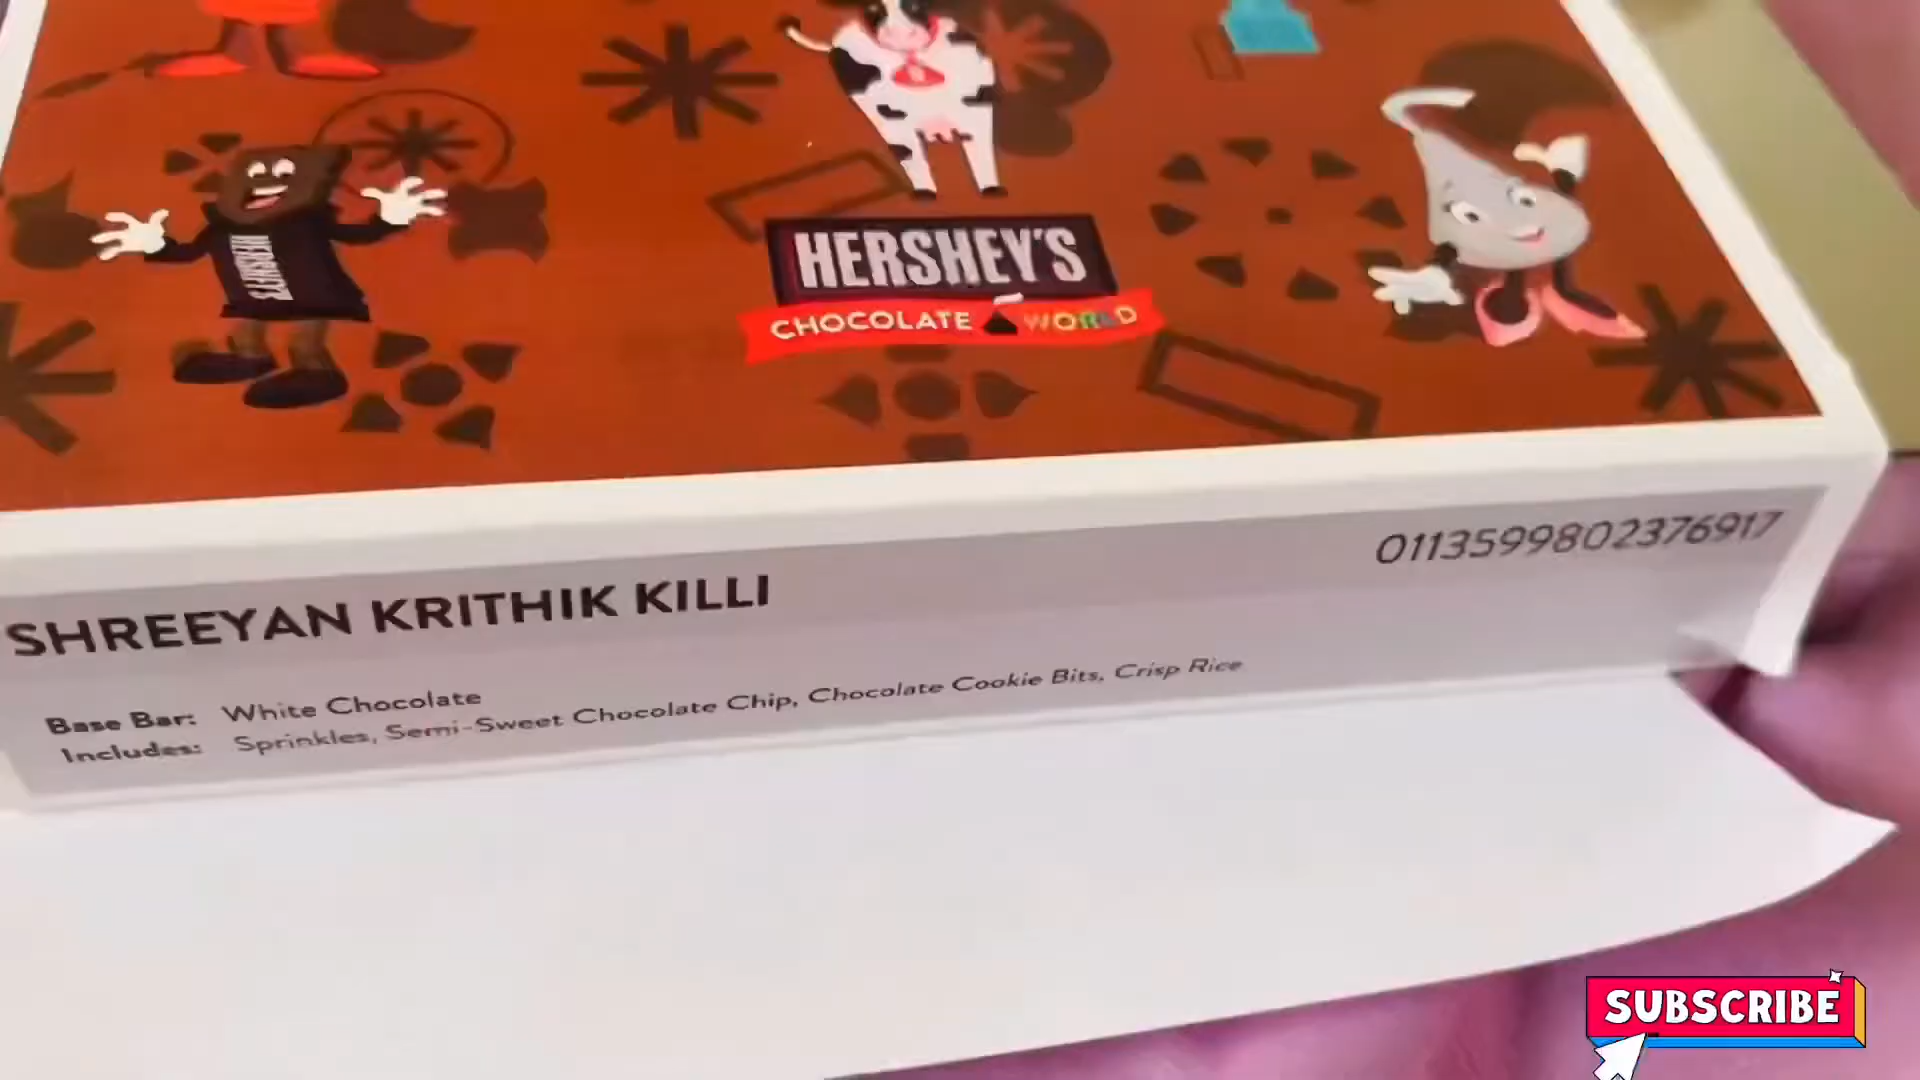 HERSHEY'S
HERSHEY'S
CHOCOLATE WORLD
0113599802376917
SHREEYAN KRITHIK KILLI
Base Bar: White Chocolate
Includes: Sprinkles, Semi-Sweet Chocolate Chip, Chocolate Cookie Bits, Crisp Rice
SUBSCRIBE